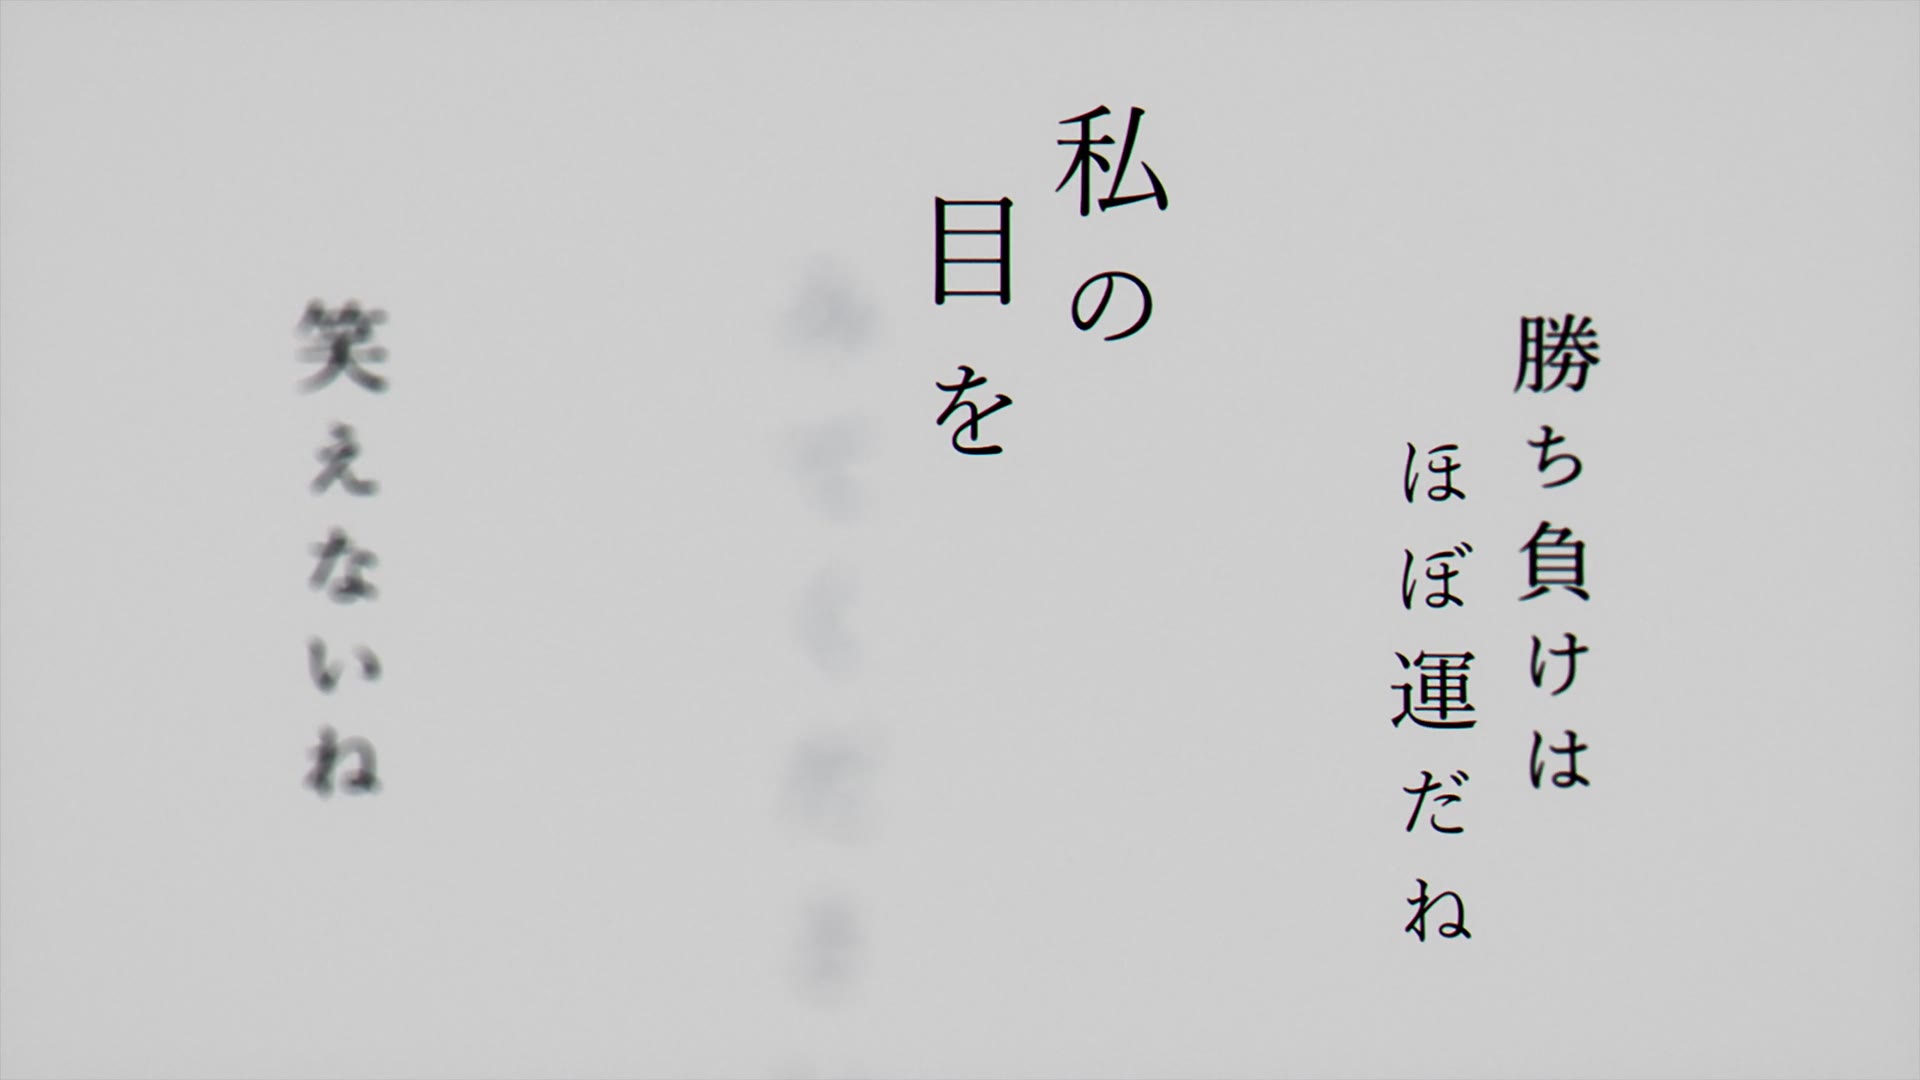 勝ち負けは
ほぼ運だね
私の
目を
笑えないね